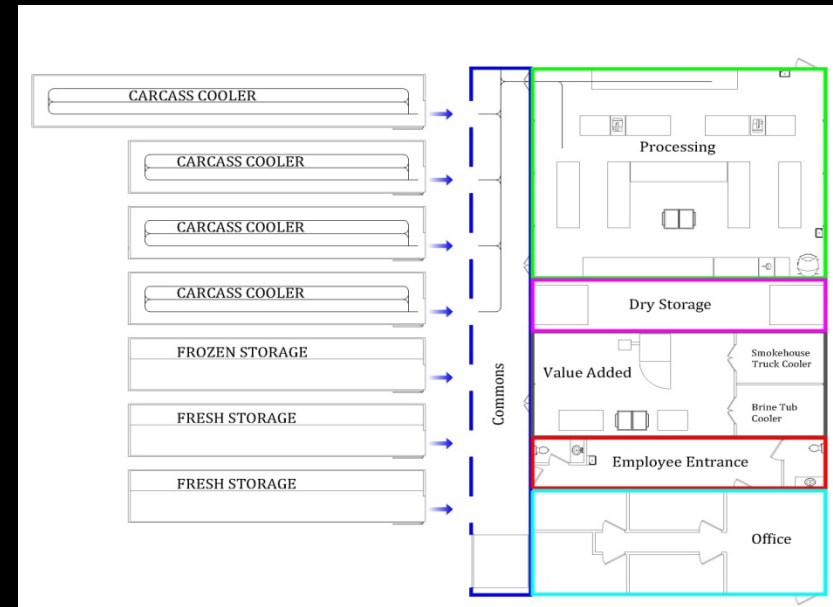 CARCASS COOLER
CARCASS COOLER
CARCASS COOLER
CARCASS COOLER
FROZEN STORAGE
FRESH STORAGE
FRESH STORAGE
Commons
Processing
Dry Storage
Value Added
Smokehouse
Truck Cooler
Brine Tub
Cooler
Employee Entrance
Office